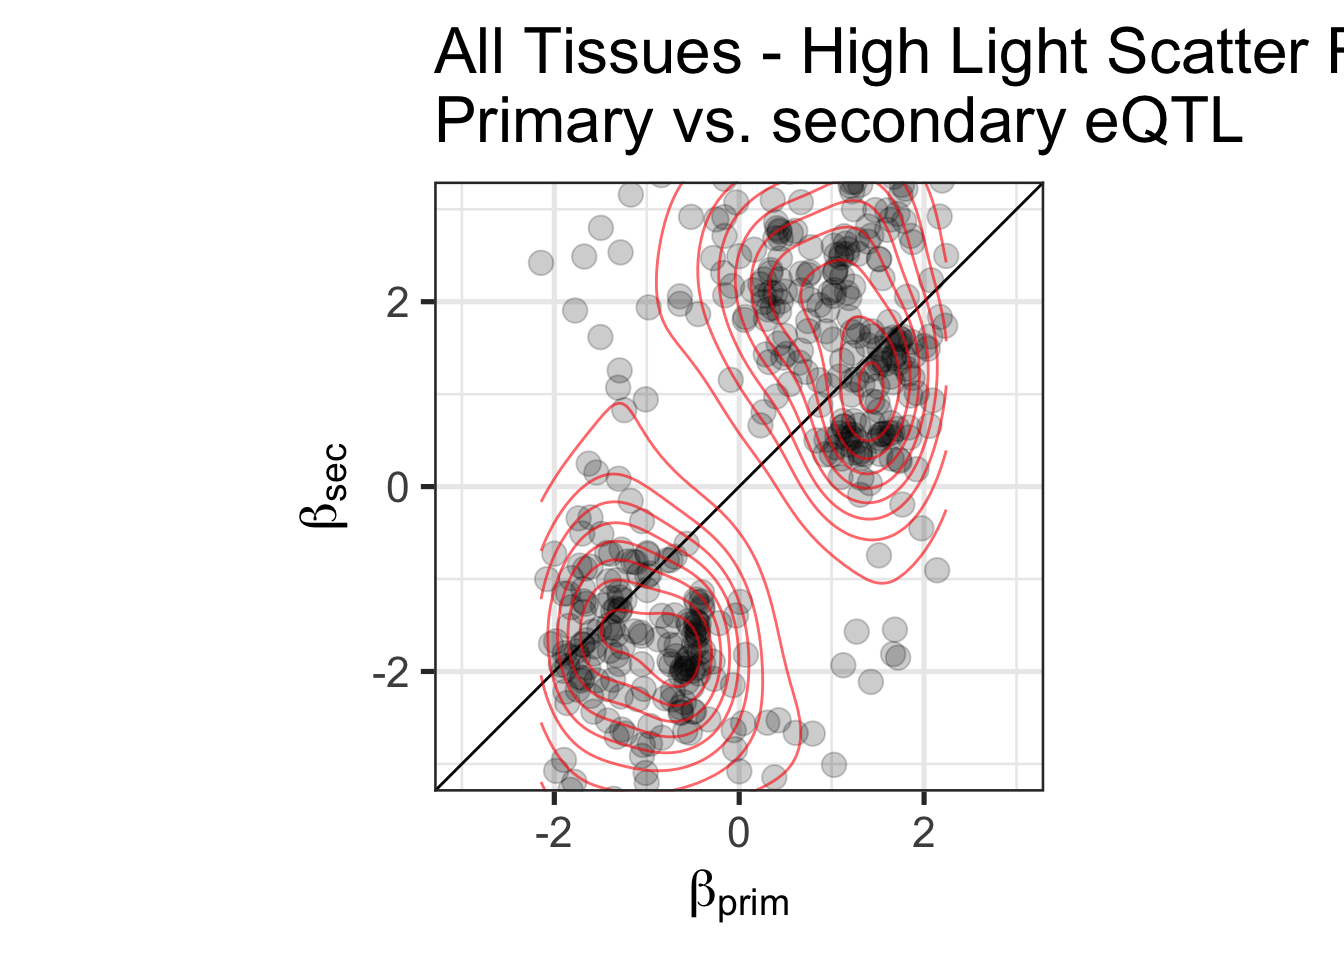 All Tissues - High Light Scatter
Primary vs. secondary eQTL
βsec
2
0
-2
-2
0
2
βprim